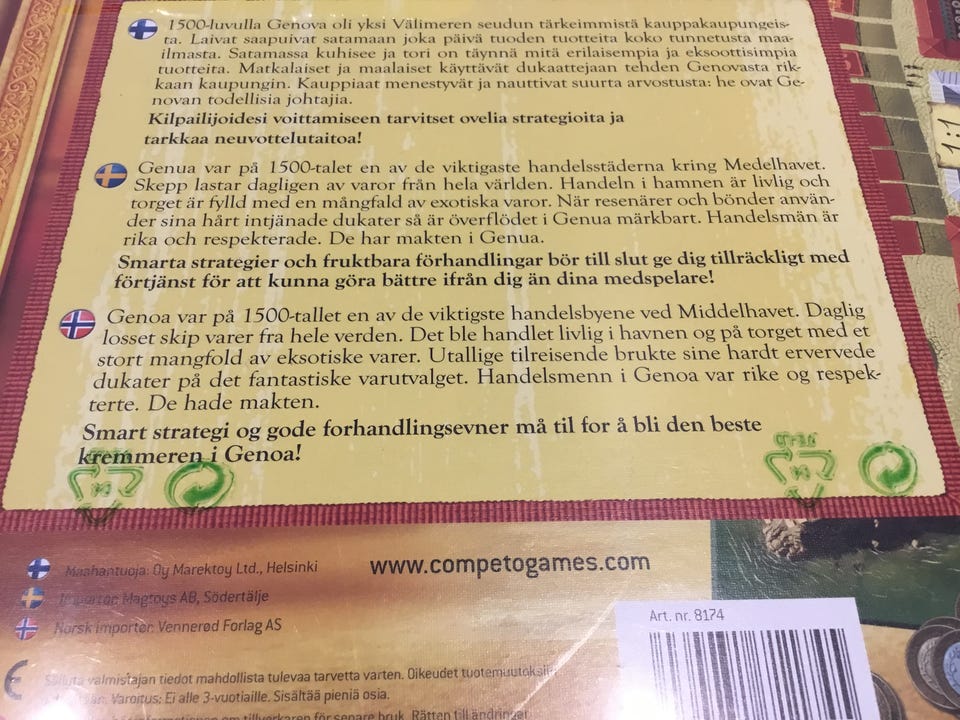 1500-luvulla Genova oli yksi Välimeren seudun tärkeimmistä kauppakaupungeis-
ta. Laivat saapuivat satamaan joka päivä tuoden tuotteita koko tunnetusta maa-
ilmasta. Satamassa kuhisee ja tori on täynnä mitä erilaisempia ja eksoottisimpia
tuotteita. Matkalaiset ja maalaiset käyttävät dukaattejaan tehden Genovasta rik-
kaan kaupungin. Kauppiaat menestyvät ja nauttivat suurta arvostusta: he ovat Ge-
novan todellisia johtajia.
Kilpailijoidesi voittamiseen tarvitset ovelia strategioita ja
tarkkaa neuvottelutaitoa!
Genua var på 1500-talet en av de viktigaste handelsstäderna kring Medelhavet.
Skepp lastar dagligen av varor från hela världen. Handeln i hamnen är livlig och
torget är fylld med en mångfald av exotiska varor. När resenärer och bönder använ-
der sina hårt intjänade dukater så är överflödet i Genua märkbart. Handelsmän är
rika och respekterade. De har makten i Genua.
Smarta strategier och fruktbara förhandlingar bör till slut ge dig tillräckligt med
förtjänst för att kunna göra bättre ifrån dig än dina medspelare!
Genoa var på 1500-tallet en av de viktigste handelsbyene ved Middelhavet. Daglig
losset skip varer fra hele verden. Det ble handlet livlig i havnen og på torget med et
stort mangfold av eksotiske varer. Utallige tilreisende brukte sine hardt ervervede
dukater på det fantastiske varutvalget. Handelsmenn i Genoa var rike og respek-
terte. De hade makten.
Smart strategi og gode forhandlingsevner må til for å bli den beste
kremmeren i Genoa!
1:1
Maahantuoja: Oy Marektoy Ltd., Helsinki
www.competogames.com
Importör: Magtoys AB, Södertälje
Norsk importør: Vennerød Forlag AS
Art. nr. 8174
CE
Säilytä valmistajan tiedot mahdollista tulevaa tarvetta varten. Oikeudet tuotemuutoksiin
Varoitus: Ei alle 3-vuotiaille. Sisältää pieniä osia.
informationen om tillverkaren för senare bruk. Rätten till ändringar